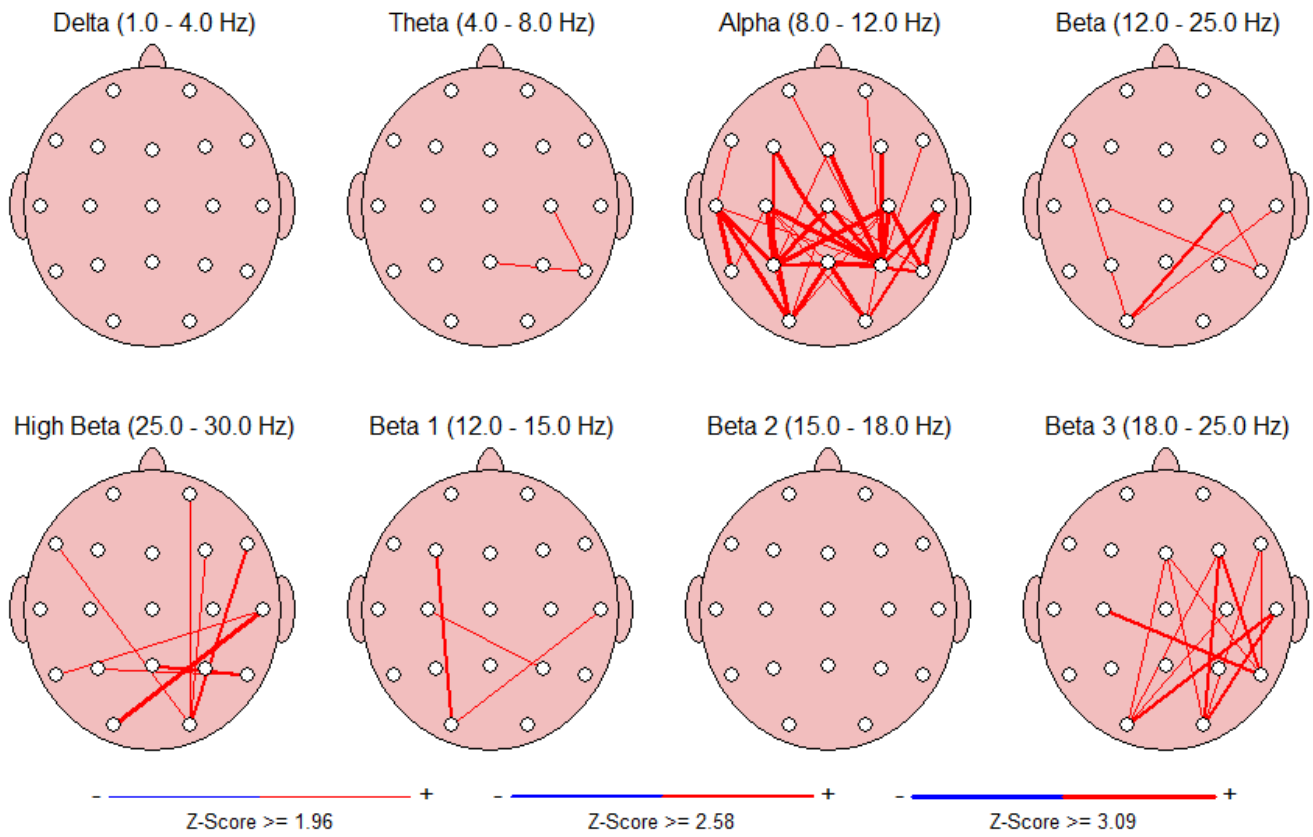 Delta (1.0 - 4.0 Hz)
Theta (4.0 - 8.0 Hz)
Alpha (8.0 - 12.0 Hz)
Beta (12.0 - 25.0 Hz)
High Beta (25.0 - 30.0 Hz)
Beta 1 (12.0 - 15.0 Hz)
Beta 2 (15.0 - 18.0 Hz)
Beta 3 (18.0 - 25.0 Hz)
- +
Z-Score >= 1.96
- +
Z-Score >= 2.58
- +
Z-Score >= 3.09